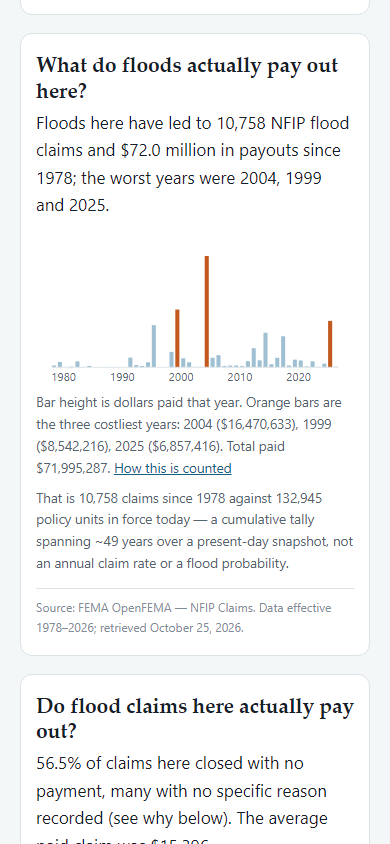 What do floods actually pay out
here?
Floods here have led to 10,758 NFIP flood
claims and $72.0 million in payouts since
1978; the worst years were 2004, 1999
and 2025.
1980 1990 2000 2010 2020
Bar height is dollars paid that year. Orange bars are
the three costliest years: 2004 ($16,470,633), 1999
($8,542,216), 2025 ($6,857,416). Total paid
$71,995,287. How this is counted
That is 10,758 claims since 1978 against 132,945
policy units in force today — a cumulative tally
spanning ~49 years over a present-day snapshot, not
an annual claim rate or a flood probability.
Source: FEMA OpenFEMA — NFIP Claims. Data effective
1978–2026; retrieved October 25, 2026.
Do flood claims here actually pay
out?
56.5% of claims here closed with no
payment, many with no specific reason
recorded (see why below). The average
paid claim was